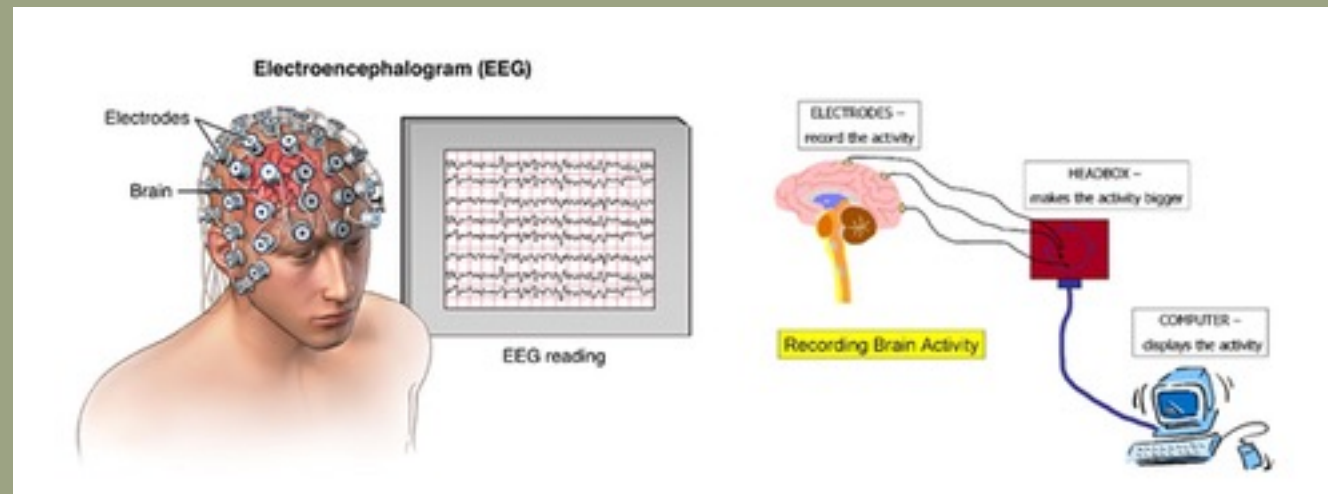 Electroencephalogram (EEG)
Electrodes
Brain
EEG reading
ELECTRODES –
record the activity
HEADBOX –
makes the activity bigger
COMPUTER –
displays the activity
Recording Brain Activity